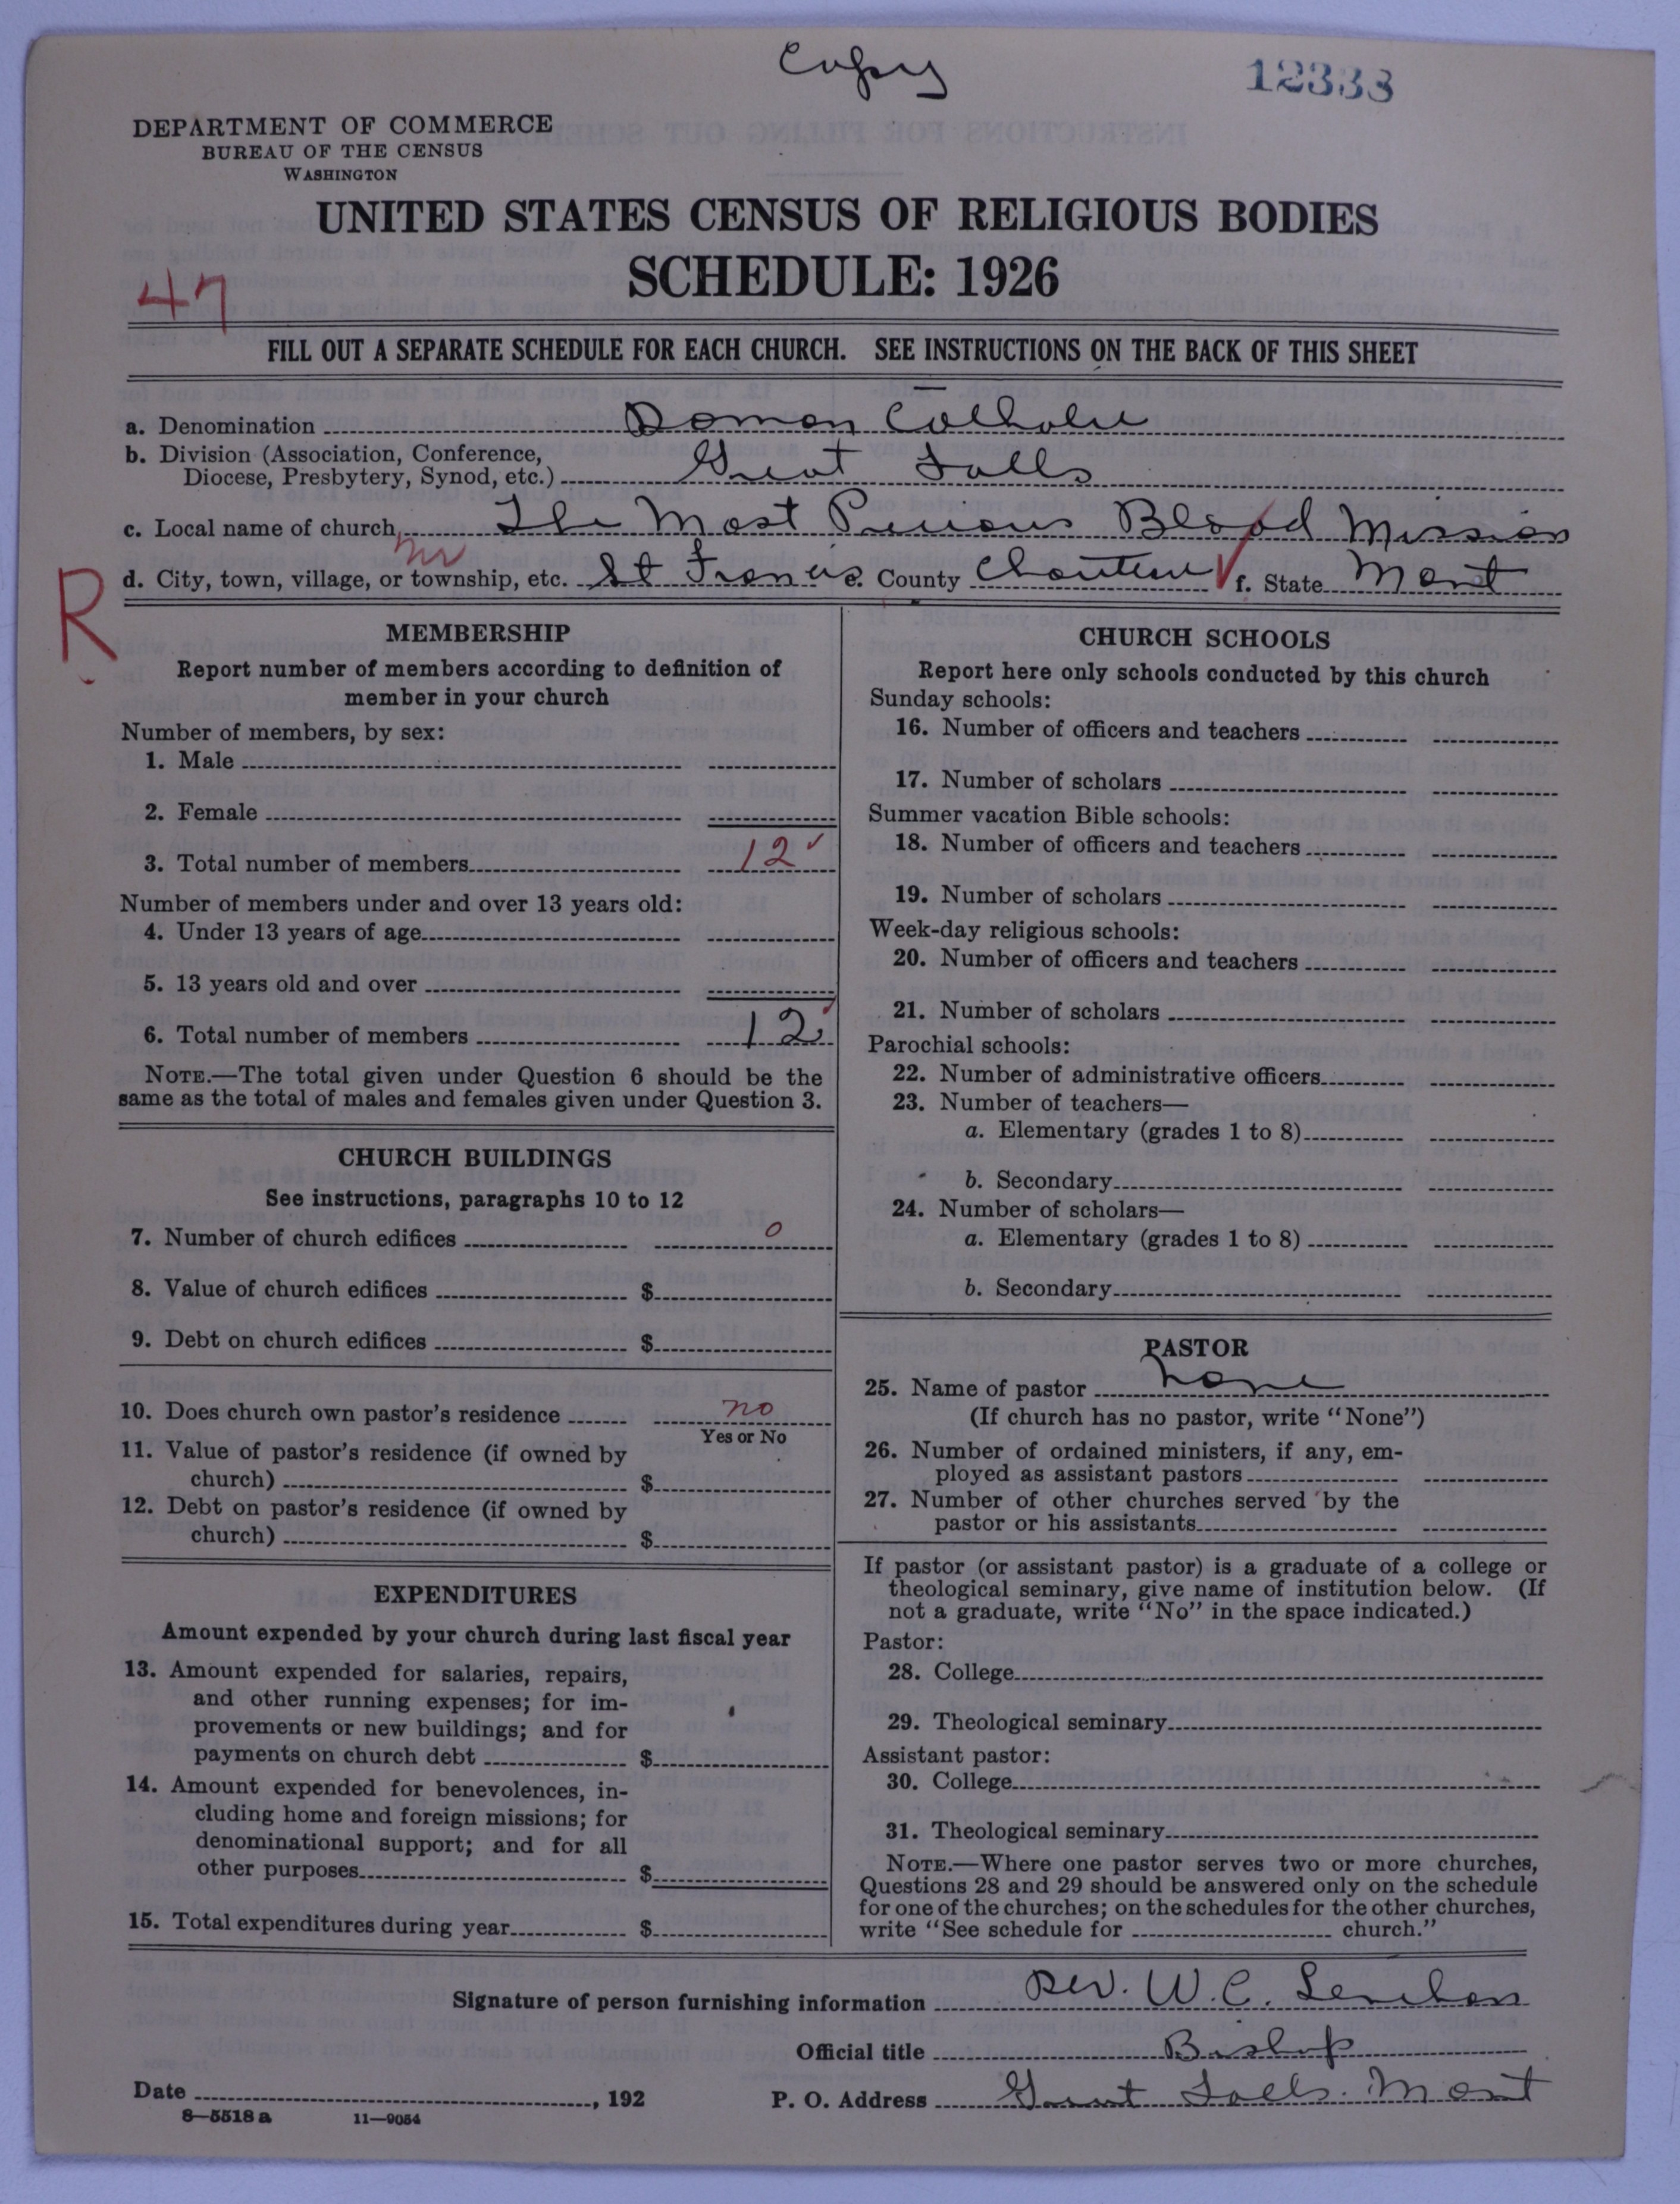 Copy
12333
DEPARTMENT OF COMMERCE
BUREAU OF THE CENSUS
WASHINGTON
UNITED STATES CENSUS OF RELIGIOUS BODIES
SCHEDULE: 1926
47
FILL OUT A SEPARATE SCHEDULE FOR EACH CHURCH. SEE INSTRUCTIONS ON THE BACK OF THIS SHEET
a. Denomination Roman Catholic
b. Division (Association, Conference,
Diocese, Presbytery, Synod, etc.) Great Falls
c. Local name of church The Most Precious Blood Mission
d. City, town, village, or township, etc. St Francis e. County Chouteau f. State Mont
R
MEMBERSHIP
Report number of members according to definition of
member in your church
Number of members, by sex:
1. Male
2. Female
3. Total number of members 12
Number of members under and over 13 years old:
4. Under 13 years of age
5. 13 years old and over
6. Total number of members 12
NOTE.—The total given under Question 6 should be the
same as the total of males and females given under Question 3.
CHURCH BUILDINGS
See instructions, paragraphs 10 to 12
7. Number of church edifices 0
8. Value of church edifices $
9. Debt on church edifices $
10. Does church own pastor's residence no
Yes or No
11. Value of pastor's residence (if owned by
church) $
12. Debt on pastor's residence (if owned by
church) $
EXPENDITURES
Amount expended by your church during last fiscal year
13. Amount expended for salaries, repairs,
and other running expenses; for im-
provements or new buildings; and for
payments on church debt $
14. Amount expended for benevolences, in-
cluding home and foreign missions; for
denominational support; and for all
other purposes $
15. Total expenditures during year $
CHURCH SCHOOLS
Report here only schools conducted by this church
Sunday schools:
16. Number of officers and teachers
17. Number of scholars
Summer vacation Bible schools:
18. Number of officers and teachers
19. Number of scholars
Week-day religious schools:
20. Number of officers and teachers
21. Number of scholars
Parochial schools:
22. Number of administrative officers
23. Number of teachers—
a. Elementary (grades 1 to 8)
b. Secondary
24. Number of scholars—
a. Elementary (grades 1 to 8)
b. Secondary
PASTOR
25. Name of pastor none
(If church has no pastor, write "None")
26. Number of ordained ministers, if any, em-
ployed as assistant pastors
27. Number of other churches served by the
pastor or his assistants
If pastor (or assistant pastor) is a graduate of a college or
theological seminary, give name of institution below. (If
not a graduate, write "No" in the space indicated.)
Pastor:
28. College
29. Theological seminary
Assistant pastor:
30. College
31. Theological seminary
NOTE.—Where one pastor serves two or more churches,
Questions 28 and 29 should be answered only on the schedule
for one of the churches; on the schedules for the other churches,
write "See schedule for church."
Signature of person furnishing information Rev. W. C. Lenihan
Official title Bishop
Date , 192 P. O. Address Great Falls. Mont
8—5518 a 11—9054